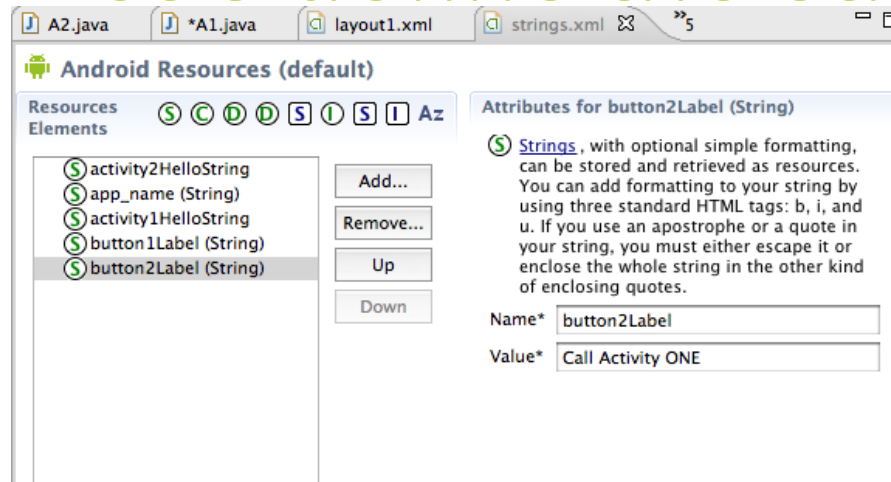 A2.java
*A1.java
layout1.xml
strings.xml
»5
Android Resources (default)
Resources
Elements
S C D D S I S I Az
S activity2HelloString
S app_name (String)
S activity1HelloString
S button1Label (String)
S button2Label (String)
Add...
Remove...
Up
Down
Attributes for button2Label (String)
S Strings, with optional simple formatting,
can be stored and retrieved as resources.
You can add formatting to your string by
using three standard HTML tags: b, i, and
u. If you use an apostrophe or a quote in
your string, you must either escape it or
enclose the whole string in the other kind
of enclosing quotes.
Name* button2Label
Value* Call Activity ONE